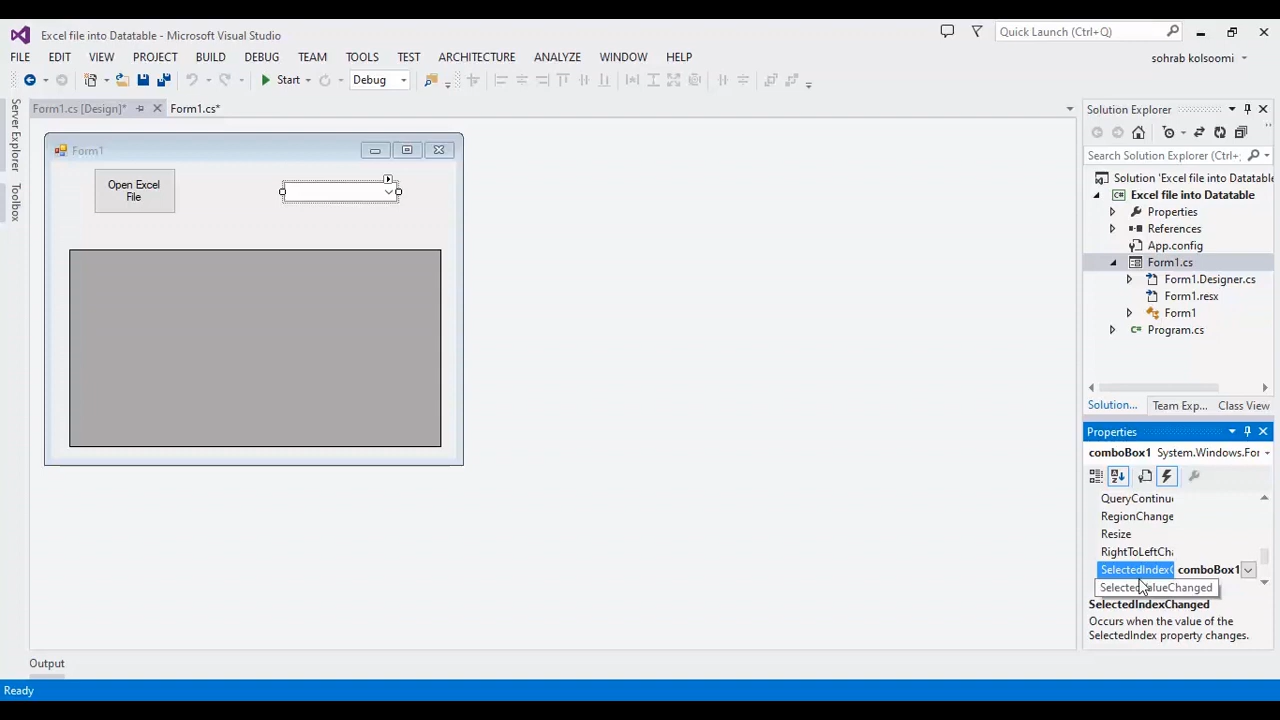 Excel file into Datatable - Microsoft Visual Studio
Quick Launch (Ctrl+Q)
FILE EDIT VIEW PROJECT BUILD DEBUG TEAM TOOLS TEST ARCHITECTURE ANALYZE WINDOW HELP
sohrab kolsoomi
Start Debug
Form1.cs [Design]* Form1.cs*
Server Explorer
Toolbox
Form1
Open Excel
File
Solution Explorer
Search Solution Explorer (Ctrl+
Solution 'Excel file into Datatable
Excel file into Datatable
Properties
References
App.config
Form1.cs
Form1.Designer.cs
Form1.resx
Form1
Program.cs
Solution... Team Exp... Class View
Properties
comboBox1 System.Windows.For
QueryContinu
RegionChange
Resize
RightToLeftCha
SelectedIndexC comboBox1
SelectedValueChanged
SelectedIndexChanged
Occurs when the value of the
SelectedIndex property changes.
Output
Ready